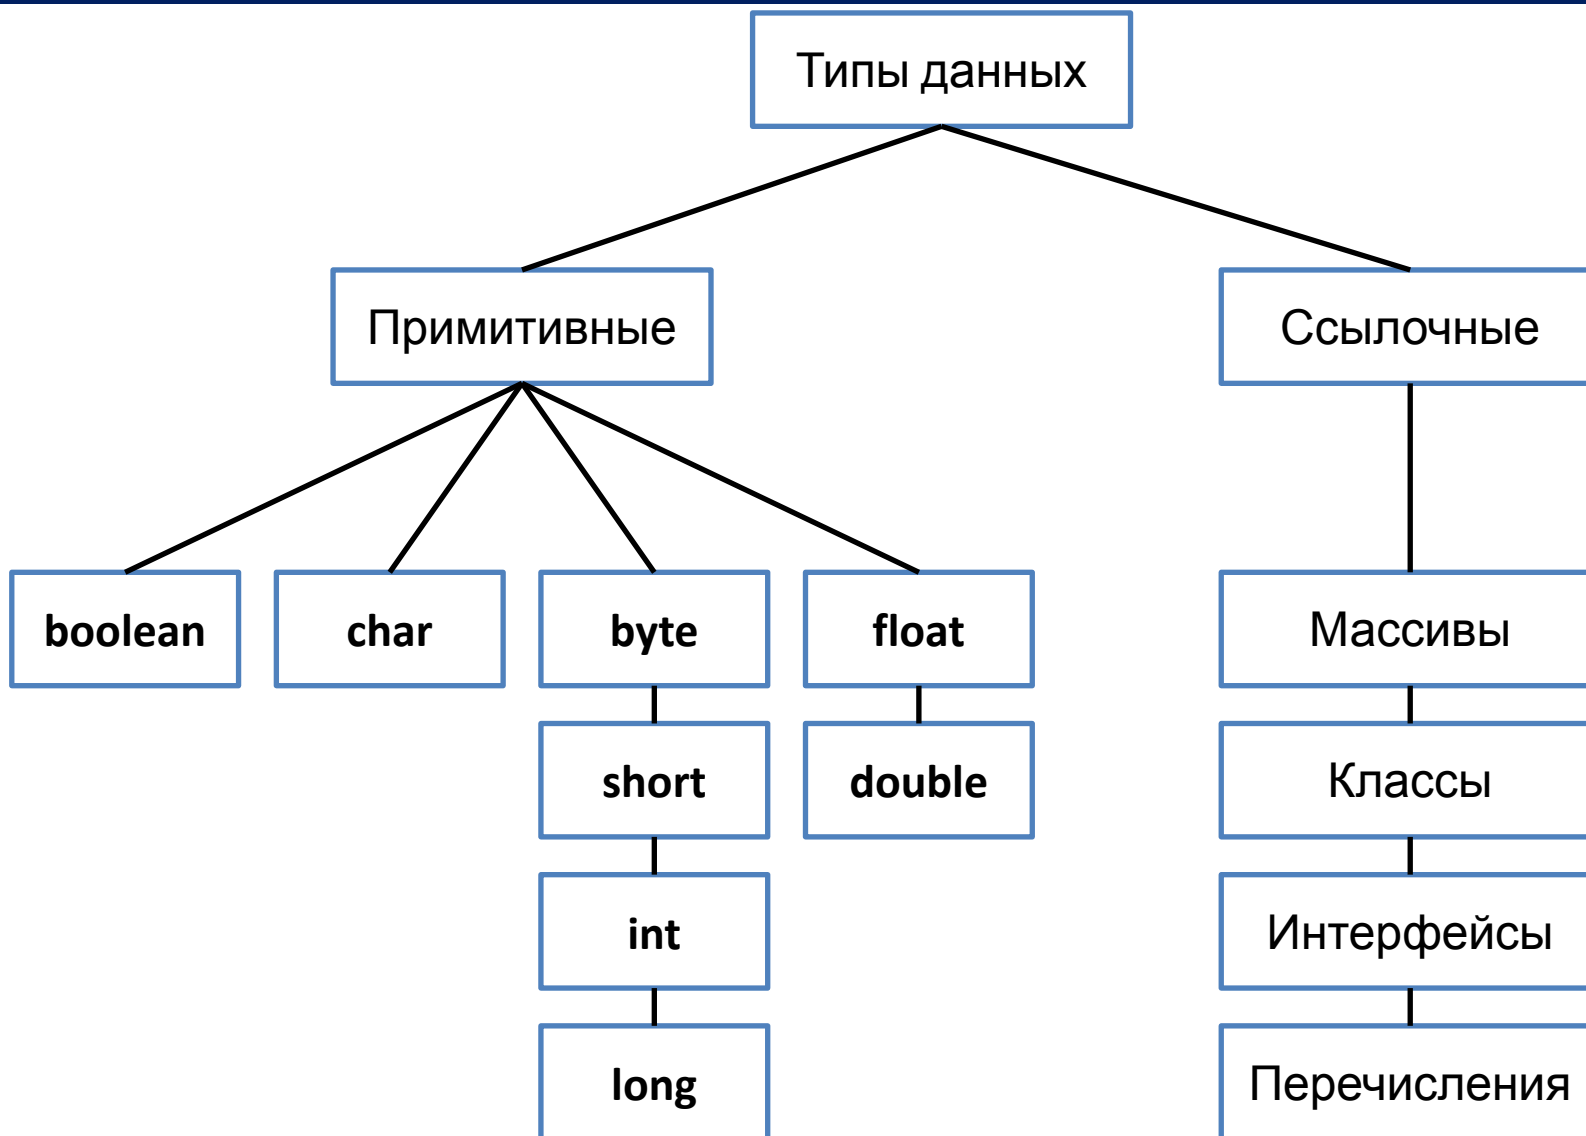 Типы данных
Примитивные
Ссылочные
boolean
char
byte
float
Массивы
short
double
Классы
int
Интерфейсы
long
Перечисления